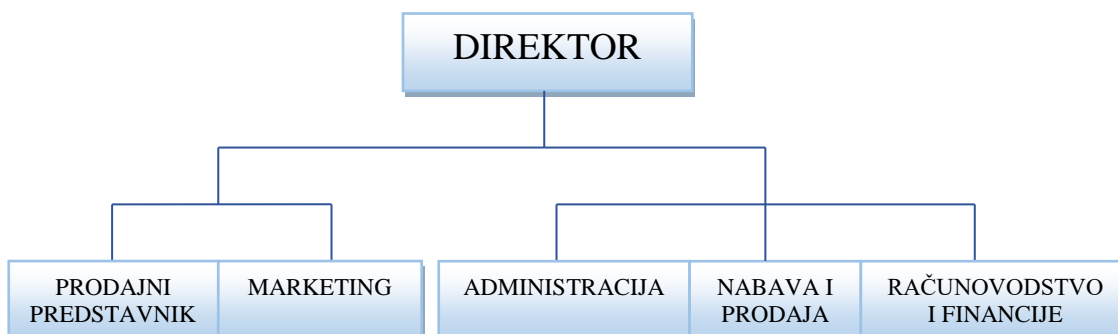 DIREKTOR
PRODAJNI
PREDSTAVNIK
MARKETING
ADMINISTRACIJA
NABAVA I
PRODAJA
RAČUNOVODSTVO
I FINANCIJE